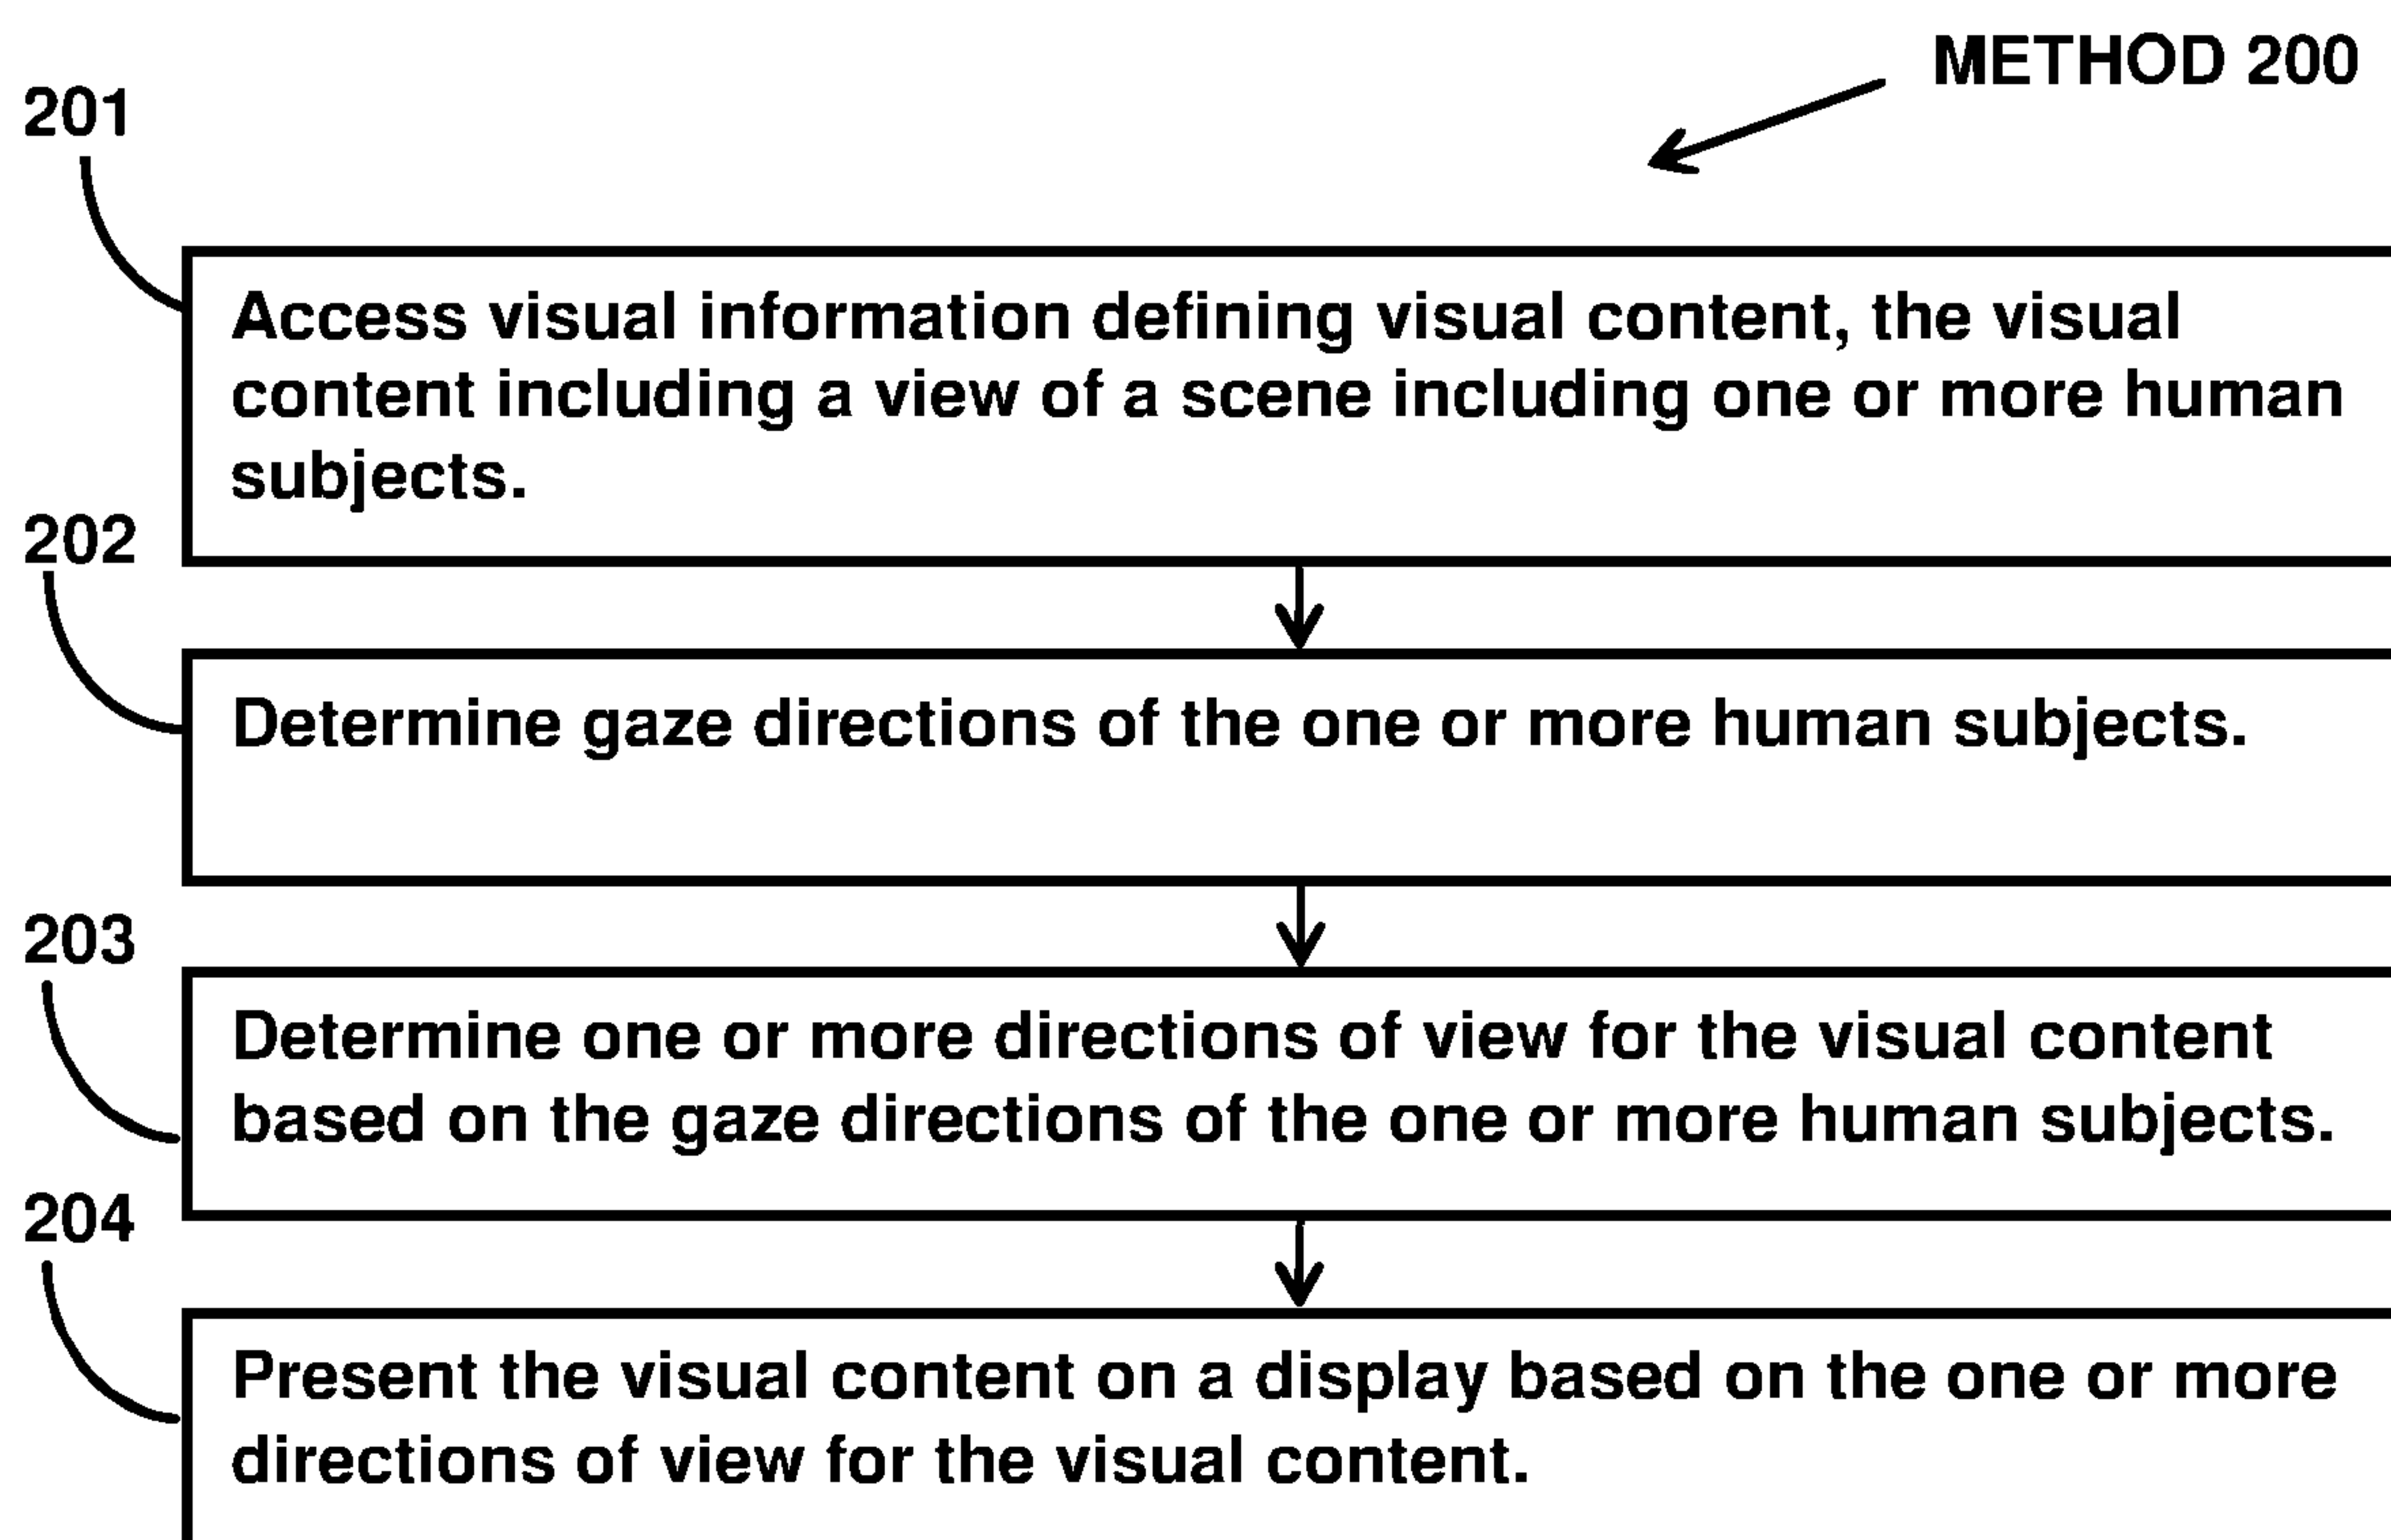 METHOD 200
201
Access visual information defining visual content, the visual
content including a view of a scene including one or more human
subjects.
202
Determine gaze directions of the one or more human subjects.
203
Determine one or more directions of view for the visual content
based on the gaze directions of the one or more human subjects.
204
Present the visual content on a display based on the one or more
directions of view for the visual content.